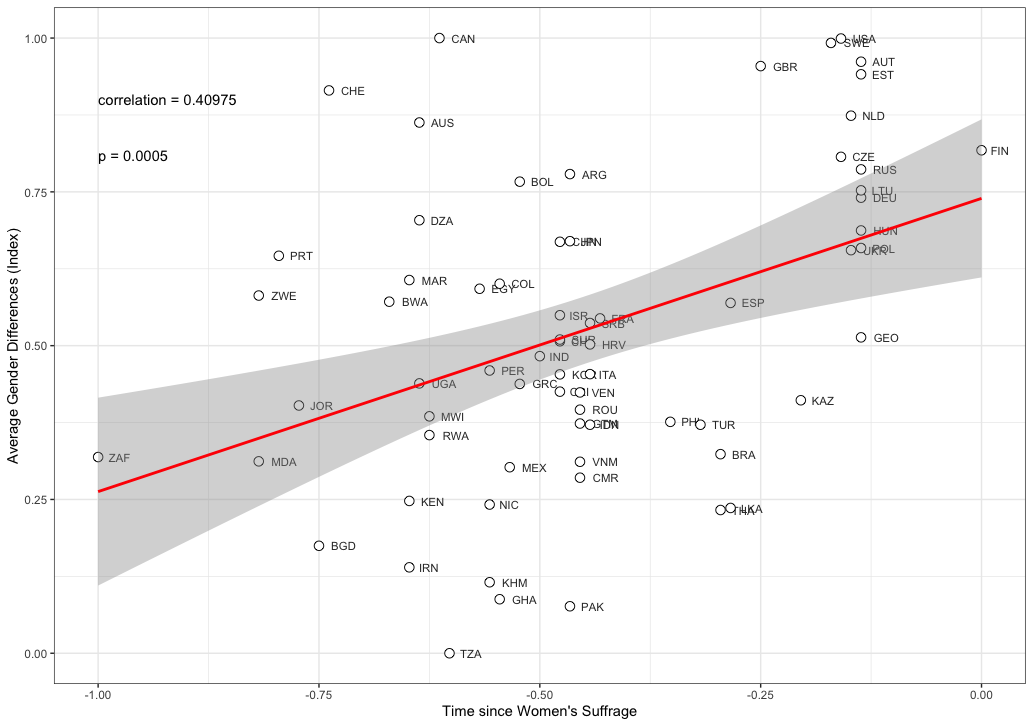 1.00
0.75
0.50
0.25
0.00
Average Gender Differences (Index)
correlation = 0.40975
p = 0.0005
CAN
USA
SWE
GBR
AUT
EST
CHE
NLD
AUS
FIN
CZE
RUS
ARG
BOL
LTU
DEU
DZA
HUN
CHN
POL
UKR
PRT
MAR
COL
EGY
ZWE
BWA
ESP
ISR
FRA
SRB
GEO
SUR
HRV
IND
PER
ITA
UGA
GRC
VEN
KAZ
JOR
ROU
MWI
PHL
TUR
IDN
RWA
BRA
ZAF
MDA
MEX
VNM
CMR
KEN
NIC
LKA
THA
BGD
IRN
KHM
GHA
PAK
TZA
-1.00 -0.75 -0.50 -0.25 0.00
Time since Women's Suffrage